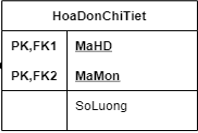 HoaDonChiTiet
PK,FK1 MaHD
PK,FK2 MaMon
SoLuong